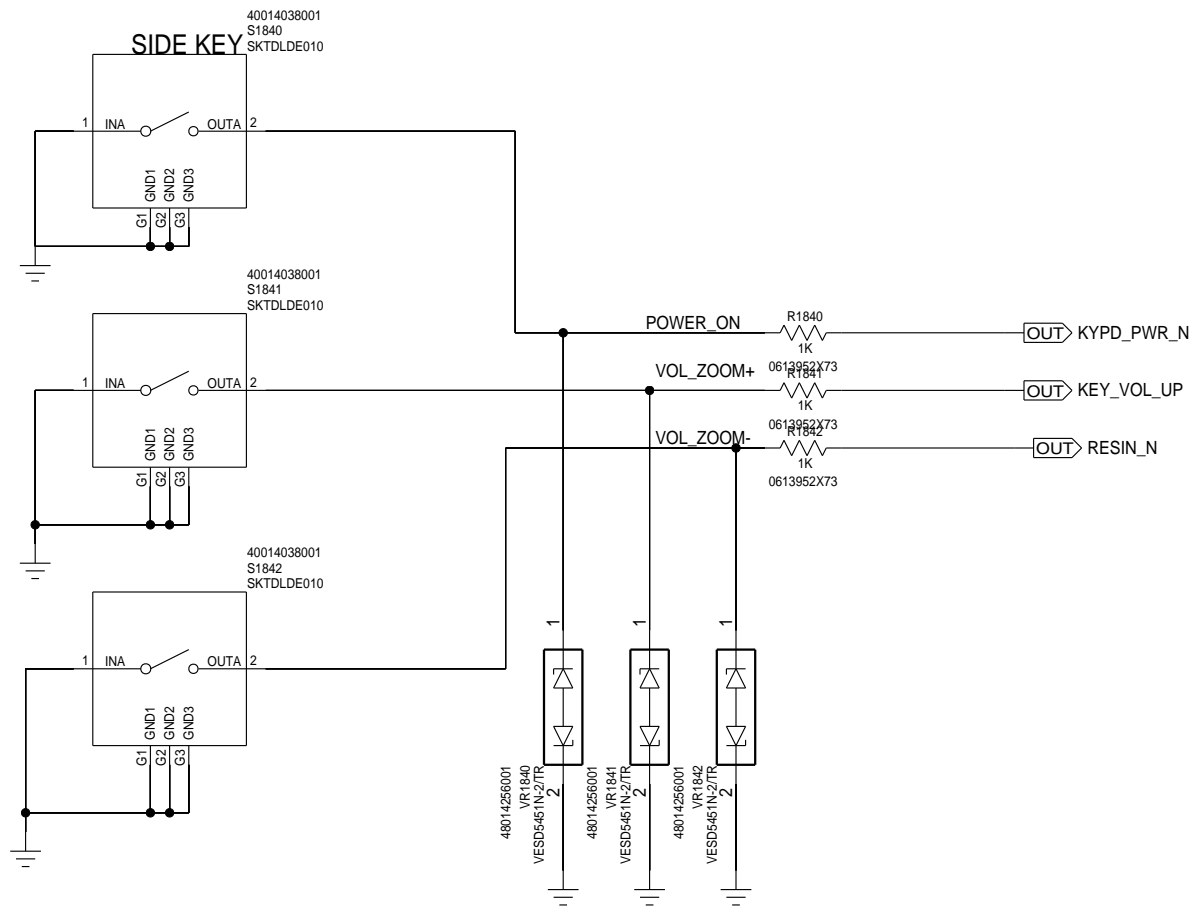 40014038001
S1840
SKTDLDE010
SIDE KEY
1 INA OUTA 2
GND1 GND2 GND3
G1 G2 G3
40014038001
S1841
SKTDLDE010
1 INA OUTA 2
GND1 GND2 GND3
G1 G2 G3
40014038001
S1842
SKTDLDE010
1 INA OUTA 2
GND1 GND2 GND3
G1 G2 G3
POWER_ON
R1840
1K
0613952X73
OUT KYPD_PWR_N
VOL_ZOOM+
R1841
1K
0613952X73
OUT KEY_VOL_UP
VOL_ZOOM-
R1842
1K
0613952X73
OUT RESIN_N
1
48014256001
VR1840
VESD5451N-2/TR
2
1
48014256001
VR1841
VESD5451N-2/TR
2
1
48014256001
VR1842
VESD5451N-2/TR
2